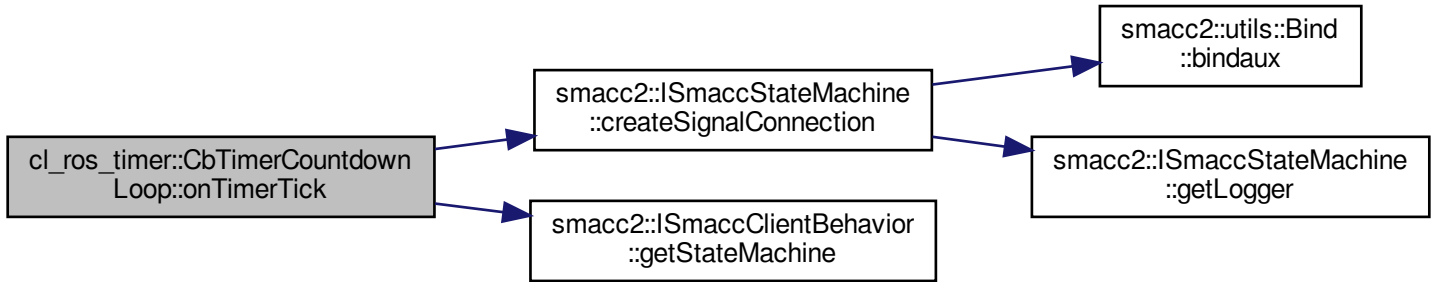 cl_ros_timer::CbTimerCountdown
Loop::onTimerTick
smacc2::ISmaccStateMachine
::createSignalConnection
smacc2::utils::Bind
::bindaux
smacc2::ISmaccStateMachine
::getLogger
smacc2::ISmaccClientBehavior
::getStateMachine